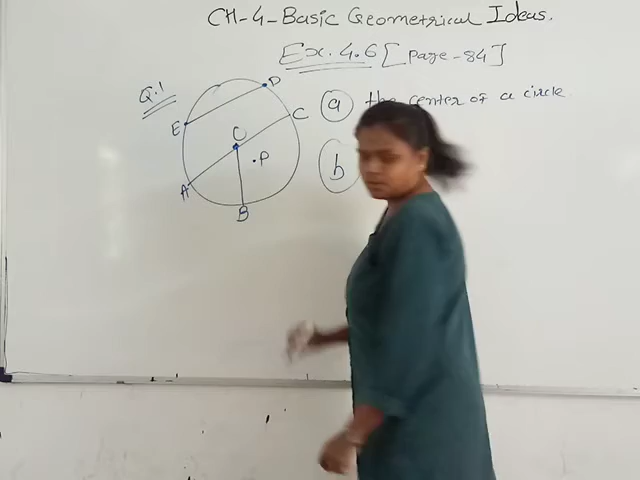 CH-4-Basic Geometrical Ideas.
Ex. 4.6 [Page-84]
Q.1
D
E
C
O
P
A
B
(a) the center of a circle.
(b)